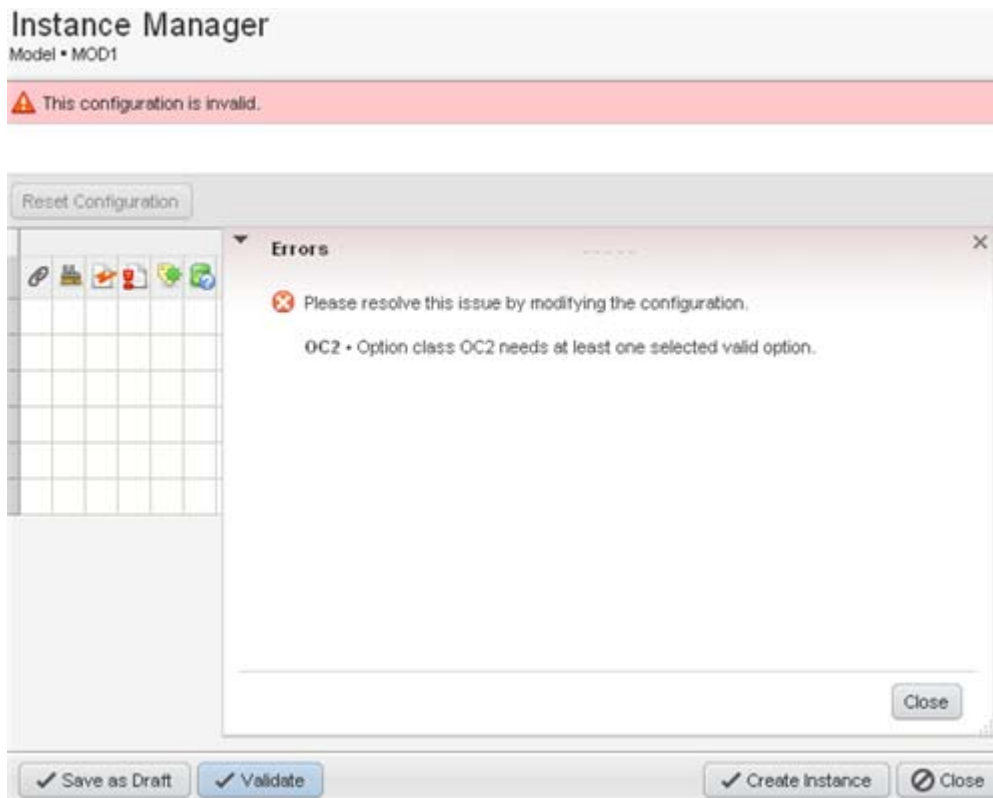 Instance Manager
Model • MOD1
This configuration is invalid.
Reset Configuration
Errors
Please resolve this issue by modifying the configuration.
OC2 • Option class OC2 needs at least one selected valid option.
Close
Save as Draft
Validate
Create Instance
Close